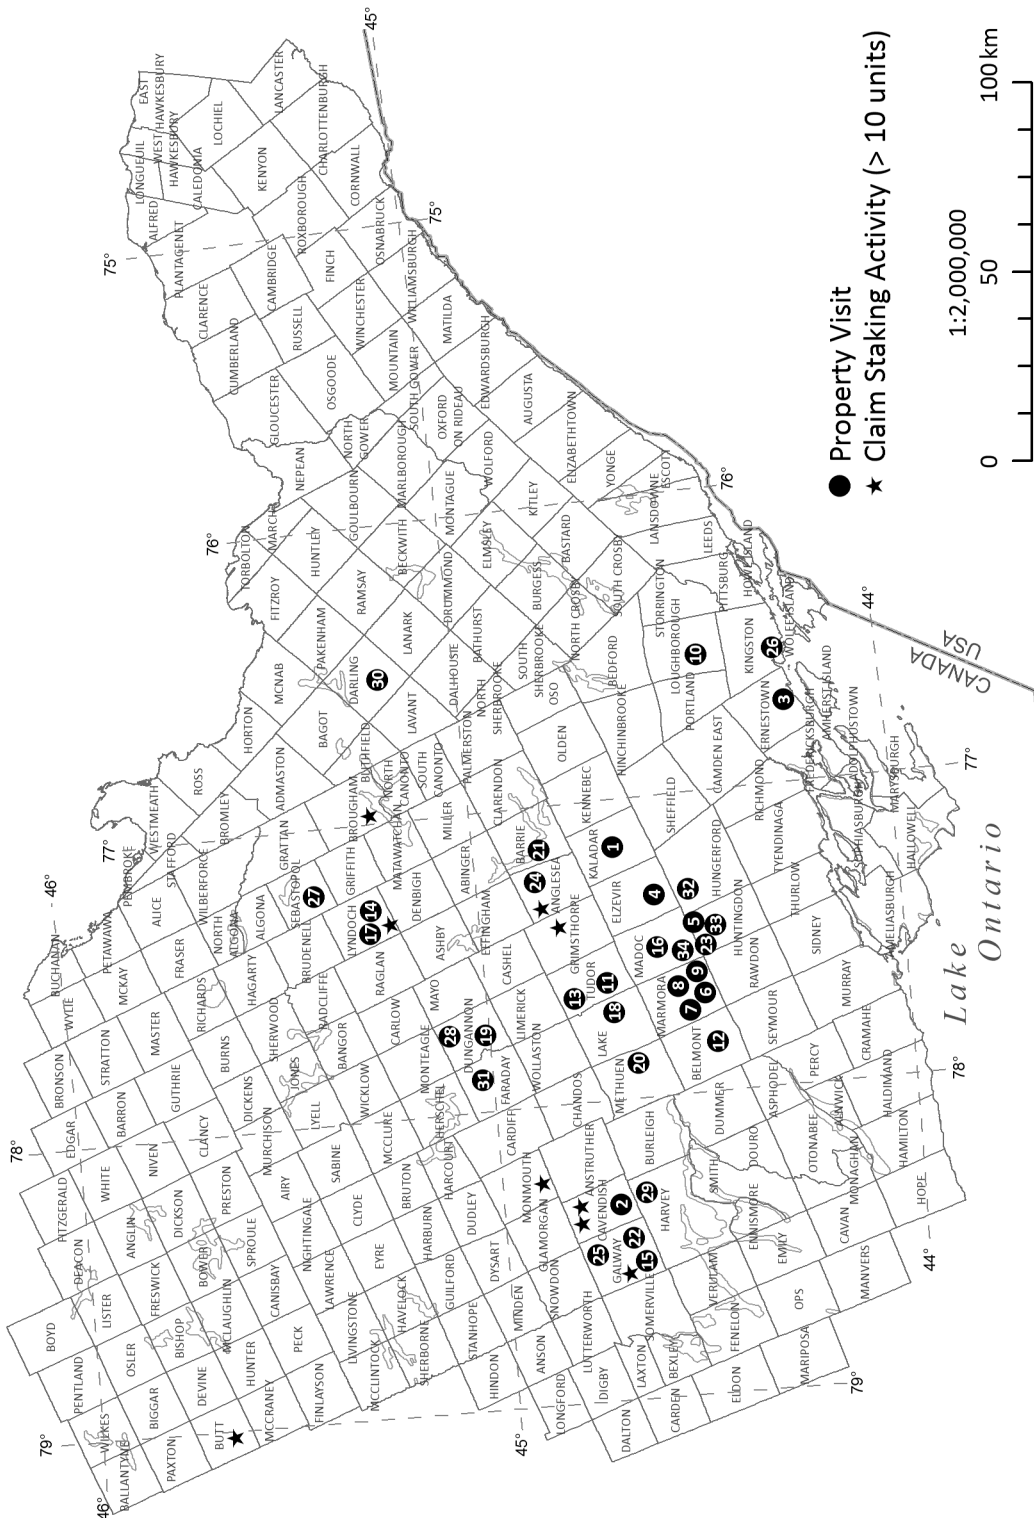 45°
EAST
WEST HAWKESBURY
HAWKESBURY
LONGUEUIL
LANCASTER
LOCHIEL
CHARLOTTENBURGH
CALEDONIA
KENYON
ALFRED
CORNWALL
ROXBOROUGH
PLANTAGENET
75°
75°
OSNABRUCK
CAMBRIDGE
FINCH
CLARENCE
WILLIAMSBURGH
WINCHESTER
RUSSELL
CUMBERLAND
MATILDA
MOUNTAIN
OSGOODE
SOUTH GOWER
EDWARDSBURGH
GLOUCESTER
OXFORD
ON RIDEAU
AUGUSTA
NORTH
GOWER
NEPEAN
MARLBOROUGH
WOLFORD
ELIZABETHTOWN
GOULBOURN
MONTAGUE
KITLEY
YONGE
ESCOTT
MARCH
76°
76°
TORBOLTON
HUNTLEY
BECKWITH
ELMSLEY
BASTARD
LANSDOWNE
LEEDS
FITZROY
RAMSAY
DRUMMOND
BURGESS
SOUTH CROSBY
NORTH CROSBY
PITTSBURG
HOWE ISLAND
WOLFE ISLAND
STORRINGTON
PAKENHAM
LANARK
BATHURST
SOUTH
SHERBROOKE
BEDFORD
LOUGHBOROUGH
10
KINGSTON
26
3
MCNAB
DARLING
30
DALHOUSIE
NORTH
SHERBROOKE
OSO
PORTLAND
ERNESTOWN
AMHERST ISLAND
HORTON
BAGOT
LAVANT
HINCHINBROOKE
ADOLPHUSTOWN
FREDERICKSBURGH
ROSS
ADMASTON
BLITHFIELD
NORTH
CANONTO
SOUTH
CANONTO
PALMERSTON
OLDEN
CAMDEN EAST
RICHMOND
MARYSBURGH
SOPHIASBURGH
HALLOWELL
77°
77°
WESTMEATH
BROMLEY
BROUGHAM
MATAWATCHAN
MILLER
CLARENDON
KENNEBEC
SHEFFIELD
PEMBROKE
STAFFORD
GRATTAN
GRIFFITH
BARRIE
21
KALADAR
1
TYENDINAGA
HUNGERFORD
46°
ALICE
WILBERFORCE
SEBASTOPOL
27
14
17
LYNDOCH
DENBIGH
ABINGER
24
ANGLESEA
4
32
ELZEVIR
THURLOW
PETAWAWA
NORTH
ALGONA
ALGONA
BRUDENELL
EFFINGHAM
GRIMSTHORPE
5
33
HUNTINGDON
AMELIASBURGH
BUCHANAN
FRASER
MCKAY
HAGARTY
RAGLAN
ASHBY
CASHEL
TUDOR
MADOC
16
34
23
SIDNEY
WYLIE
RICHARDS
RADCLIFFE
MAYO
LIMERICK
13
11
18
8
9
6
7
MARMORA
RAWDON
MURRAY
MASTER
SHERWOOD
CARLOW
BRONSON
STRATTON
BURNS
BANGOR
MONTEAGLE
28
DUNGANNON
19
31
LAKE
12
BELMONT
SEYMOUR
CRAMAHE
GUTHRIE
JONES
WICKLOW
FARADAY
WOLLASTON
METHUEN
20
PERCY
78°
78°
EDGAR
BARRON
DICKENS
LYELL
HERSCHEL
CHANDOS
ASPHODEL
ALNWICK
HALDIMAND
CLANCY
MURCHISON
MCCLURE
CARDIFF
DUMMER
WHITE
NIVEN
SABINE
HARCOURT
BURLEIGH
DOURO
OTONABEE
MONAGHAN
HAMILTON
FITZGERALD
PRESTON
AIRY
BRUTON
MONMOUTH
ANSTRUTHER
SMITH
HOPE
ANGLIN
DICKSON
CLYDE
DUDLEY
CAVENDISH
2
29
HARVEY
ENNISMORE
CAVAN
DEACON
BOWER
SPROULE
NIGHTINGALE
HARBURN
GLAMORGAN
25
GALWAY
22
15
EMILY
MANVERS
44°
44°
FRESWICK
LAWRENCE
EYRE
DYSART
SNOWDON
VERULAM
LISTER
MCLAUGHLIN
CANISBAY
GUILFORD
SOMERVILLE
OPS
BOYD
BISHOP
LIVINGSTONE
HAVELOCK
MINDEN
LUTTERWORTH
FENELON
OSLER
HUNTER
PECK
STANHOPE
BEXLEY
PENTLAND
DEVINE
MCCLINTOCK
SHERBORNE
ANSON
LAXTON
MARIPOSA
BIGGAR
MCCRANEY
FINLAYSON
HINDON
DIGBY
ELDON
79°
79°
WILKES
BUTT
LONGFORD
CARDEN
BALLANTYNE
PAXTON
45°
DALTON
46°
Lake
Ontario
CANADA
USA
● Property Visit
★ Claim Staking Activity (> 10 units)
1:2,000,000
0 50 100 km